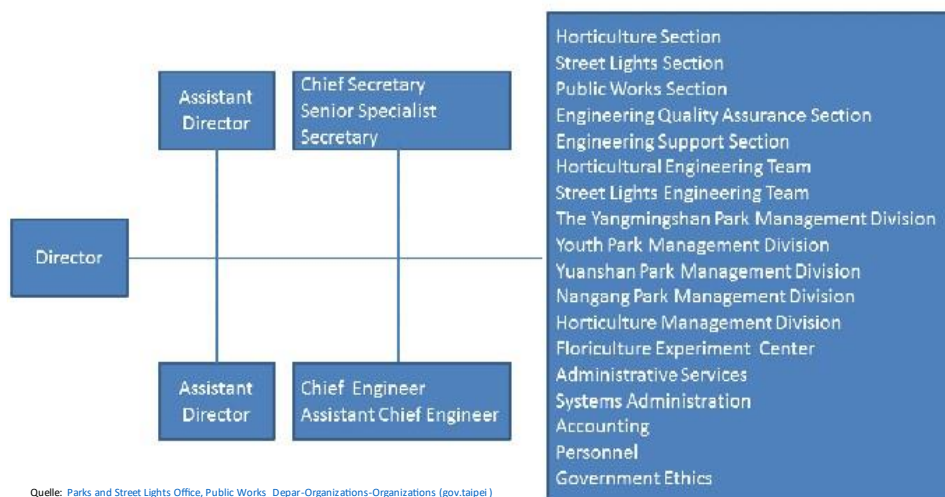 Director
Assistant
Director
Chief Secretary
Senior Specialist
Secretary
Assistant
Director
Chief Engineer
Assistant Chief Engineer
Horticulture Section
Street Lights Section
Public Works Section
Engineering Quality Assurance Section
Engineering Support Section
Horticultural Engineering Team
Street Lights Engineering Team
The Yangmingshan Park Management Division
Youth Park Management Division
Yuanshan Park Management Division
Nangang Park Management Division
Horticulture Management Division
Floriculture Experiment Center
Administrative Services
Systems Administration
Accounting
Personnel
Government Ethics
Quelle: Parks and Street Lights Office, Public Works Depar-Organizations-Organizations (gov.taipei)